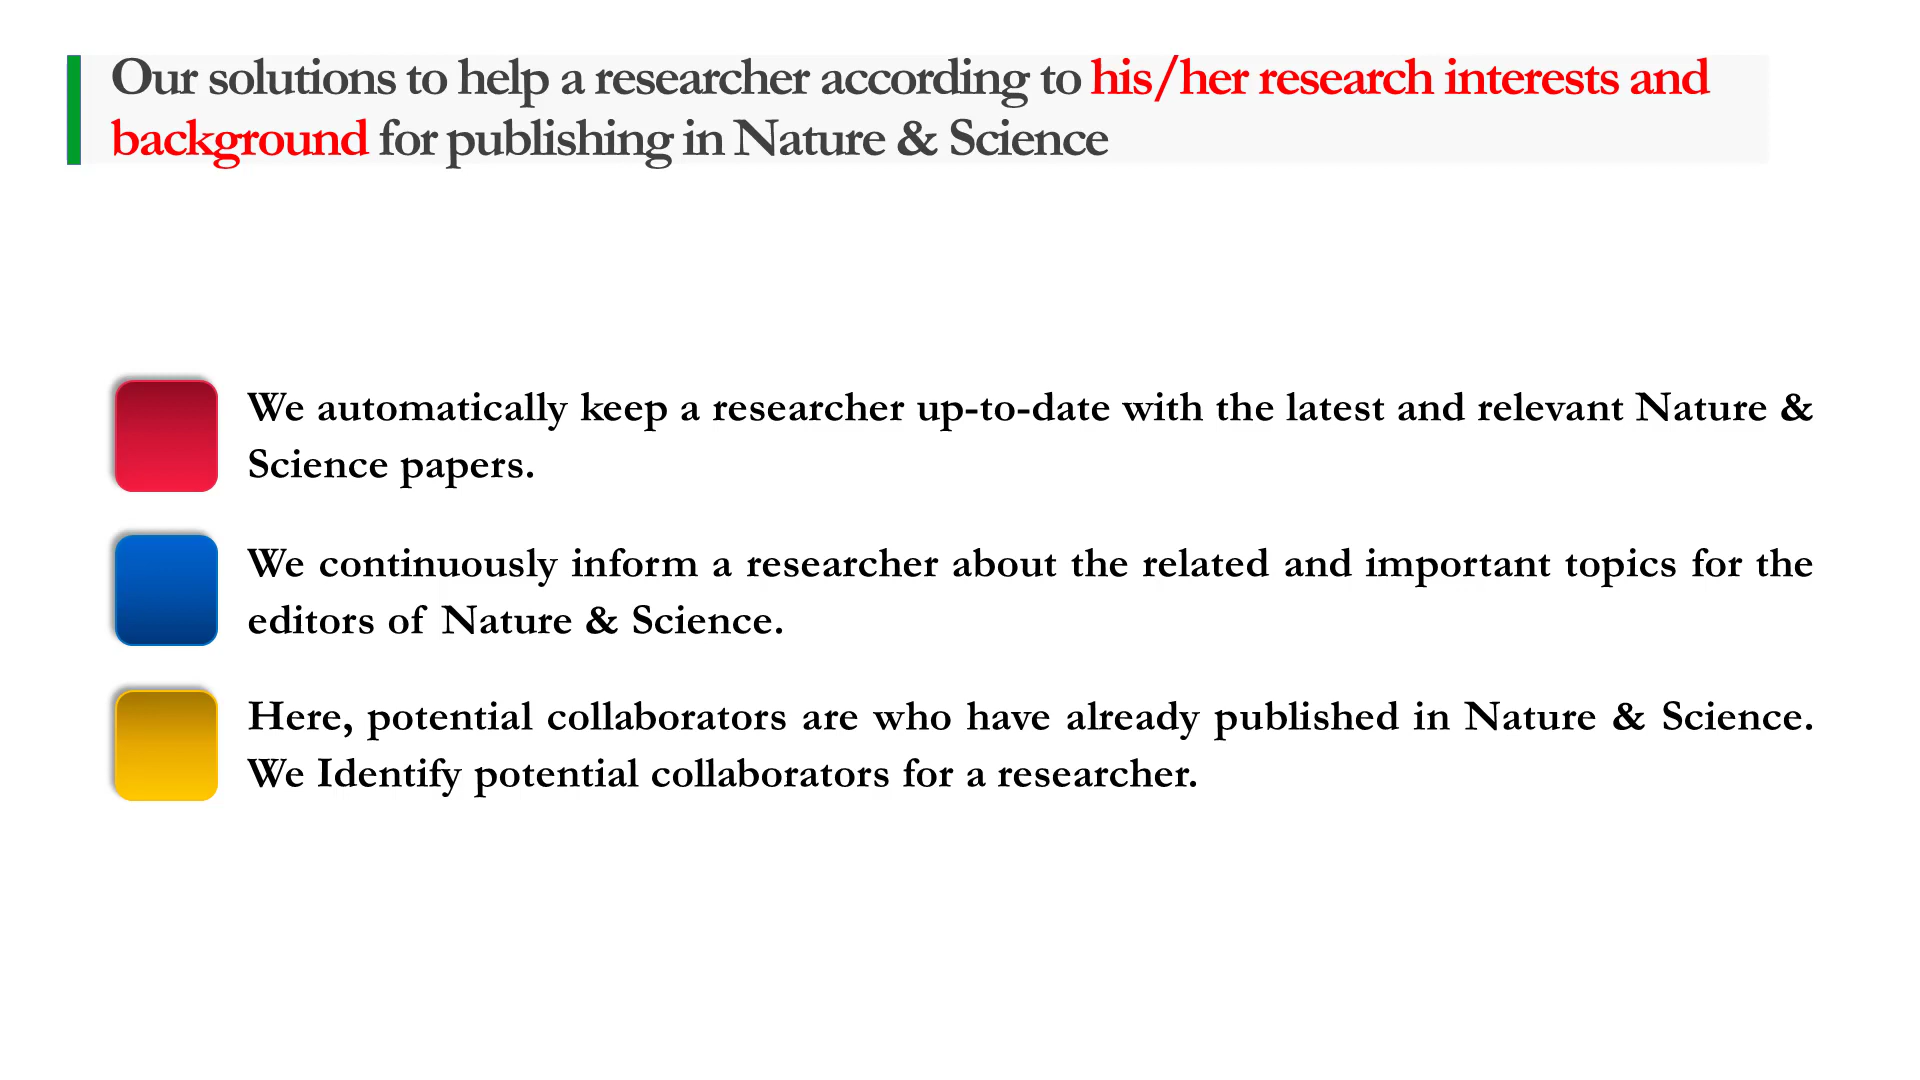 Our solutions to help a researcher according to his/her research interests and
background for publishing in Nature & Science
We automatically keep a researcher up-to-date with the latest and relevant Nature &
Science papers.
We continuously inform a researcher about the related and important topics for the
editors of Nature & Science.
Here, potential collaborators are who have already published in Nature & Science.
We Identify potential collaborators for a researcher.